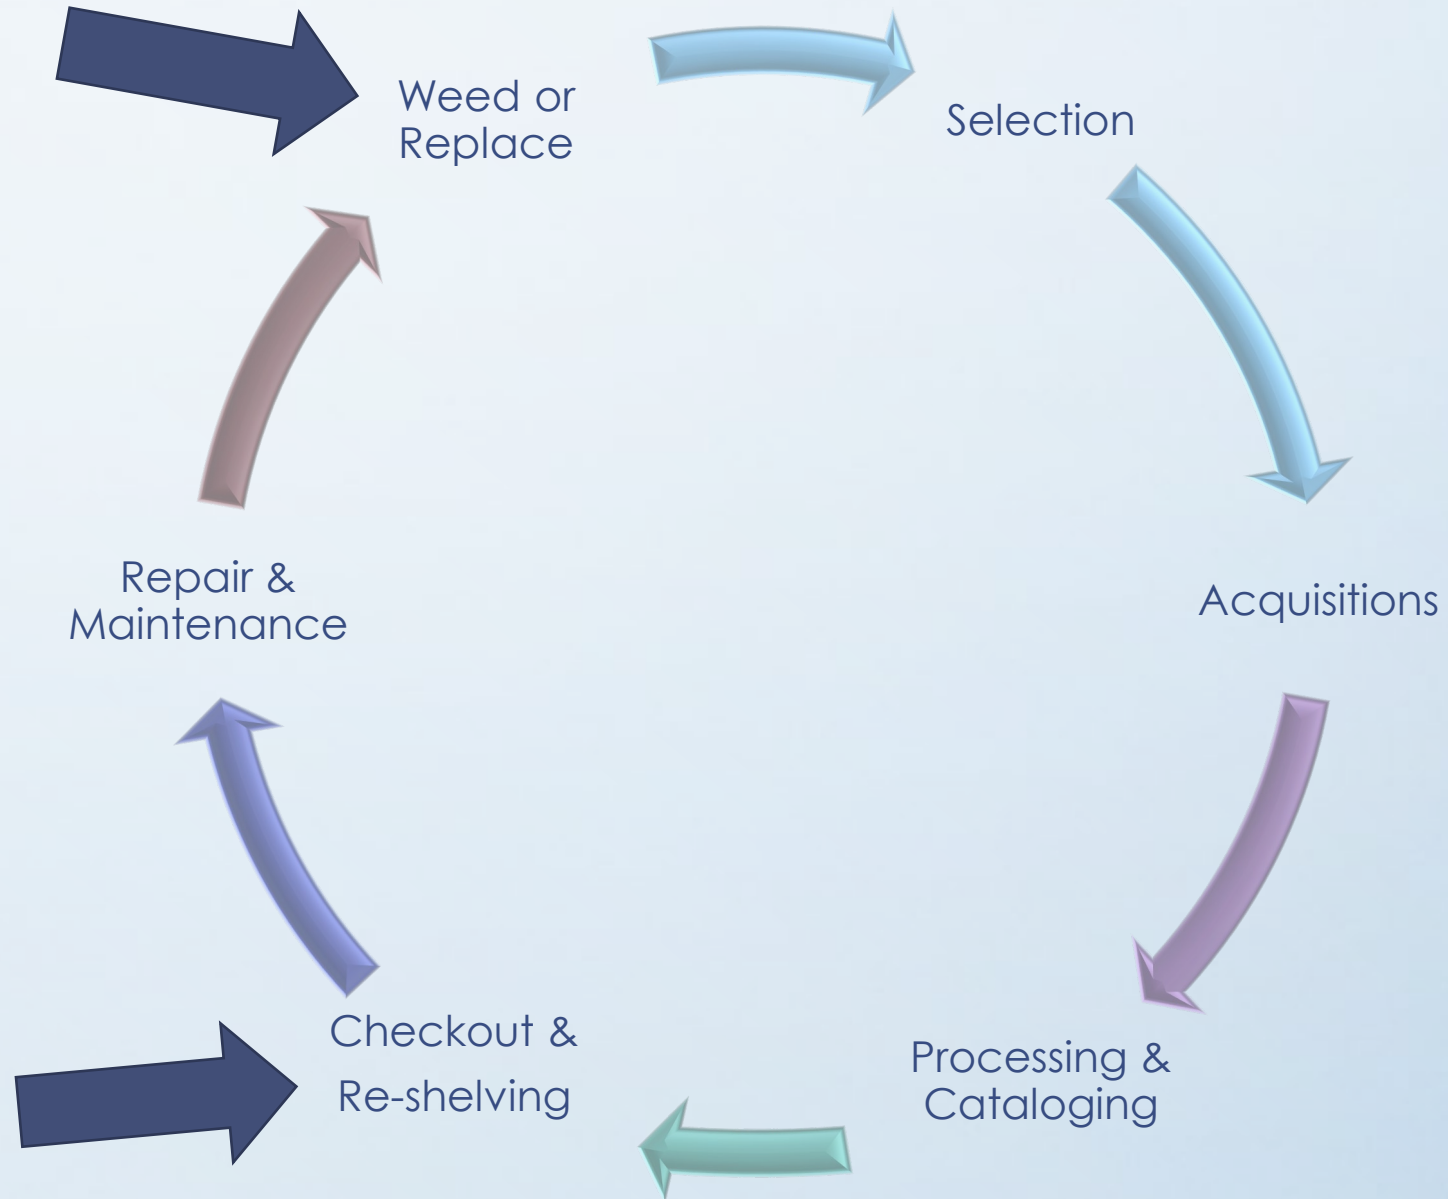 Weed or
Replace
Selection
Acquisitions
Processing &
Cataloging
Checkout &
Re-shelving
Repair &
Maintenance